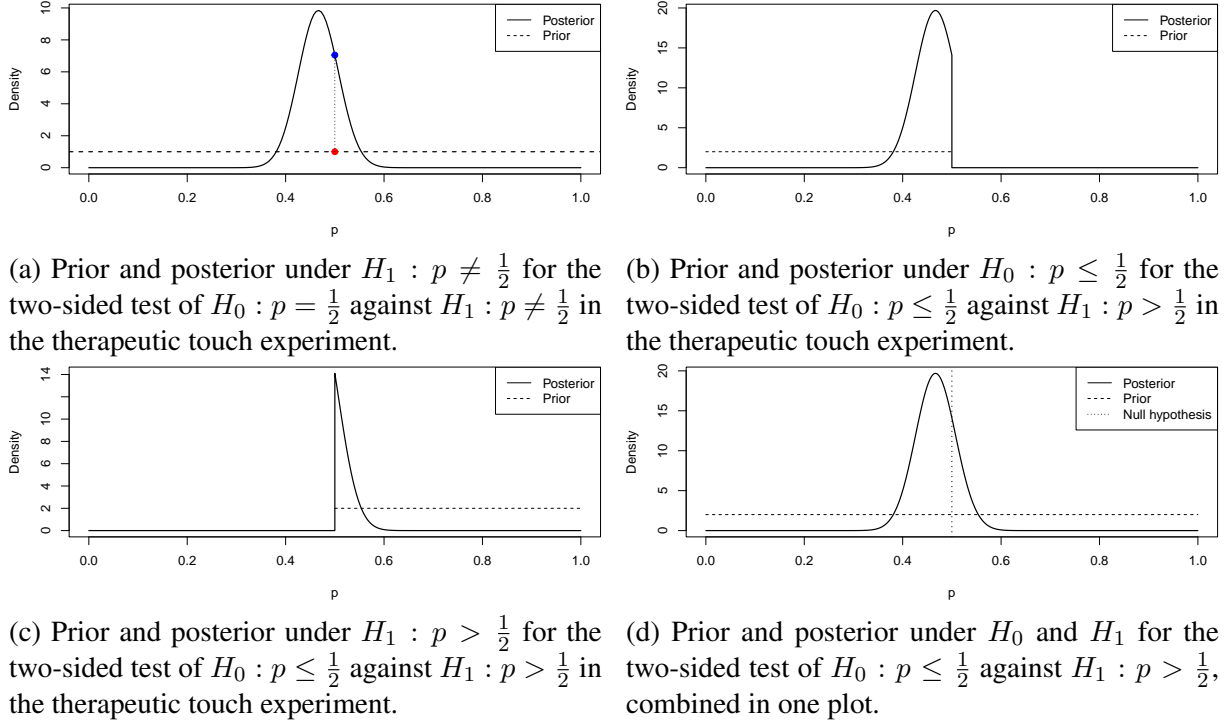 Density
10
8
6
4
2
0
Posterior
Prior
0.0 0.2 0.4 0.6 0.8 1.0
p
(a) Prior and posterior under H₁ : p ≠ 1/2 for the
two-sided test of H₀ : p = 1/2 against H₁ : p ≠ 1/2 in
the therapeutic touch experiment.
Density
20
15
10
5
0
Posterior
Prior
0.0 0.2 0.4 0.6 0.8 1.0
p
(b) Prior and posterior under H₀ : p ≤ 1/2 for the
two-sided test of H₀ : p ≤ 1/2 against H₁ : p > 1/2 in
the therapeutic touch experiment.
Density
14
12
10
8
6
4
2
0
Posterior
Prior
0.0 0.2 0.4 0.6 0.8 1.0
p
(c) Prior and posterior under H₁ : p > 1/2 for the
two-sided test of H₀ : p ≤ 1/2 against H₁ : p > 1/2 in
the therapeutic touch experiment.
Density
20
15
10
5
0
Posterior
Prior
Null hypothesis
0.0 0.2 0.4 0.6 0.8 1.0
p
(d) Prior and posterior under H₀ and H₁ for the
two-sided test of H₀ : p ≤ 1/2 against H₁ : p > 1/2,
combined in one plot.